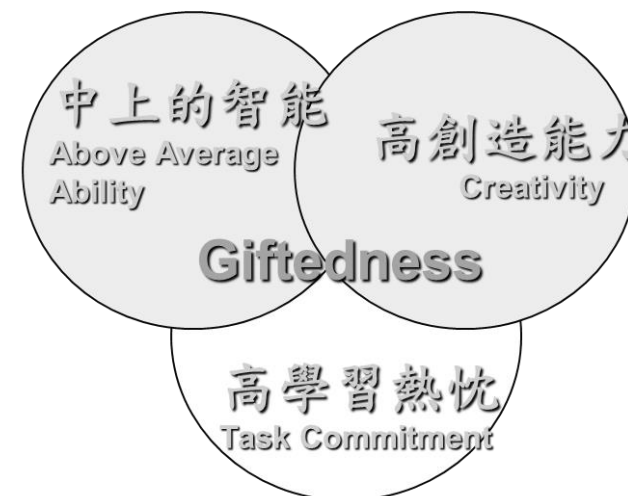 中上的智能
Above Average
Ability
高創造能力
Creativity
Giftedness
高學習熱忱
Task Commitment